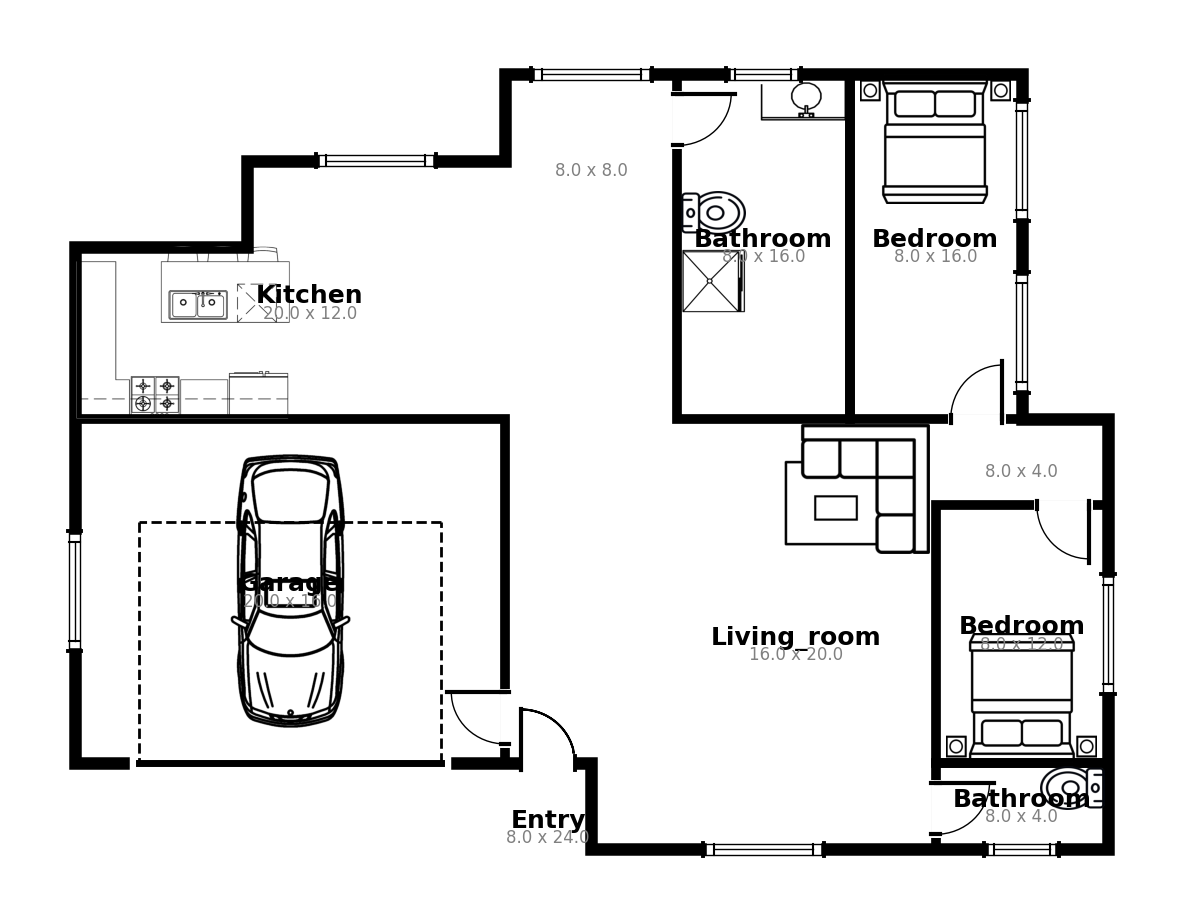 8.0 x 8.0
Bathroom
8.0 x 16.0
Bedroom
8.0 x 16.0
Kitchen
20.0 x 12.0
8.0 x 4.0
Garage
20.0 x 16.0
Living_room
16.0 x 20.0
Bedroom
8.0 x 12.0
Bathroom
8.0 x 4.0
Entry
8.0 x 24.0